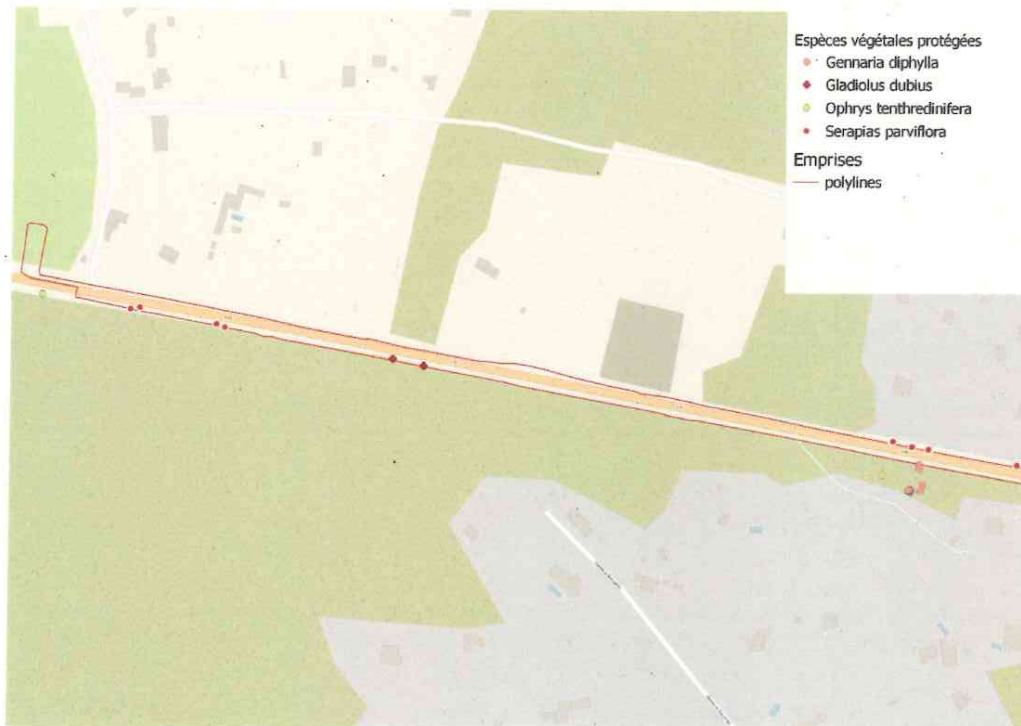 Espèces végétales protégées
Gennaria diphylla
Gladiolus dubius
Ophrys tenthredinifera
Serapias parviflora
Emprises
polylines